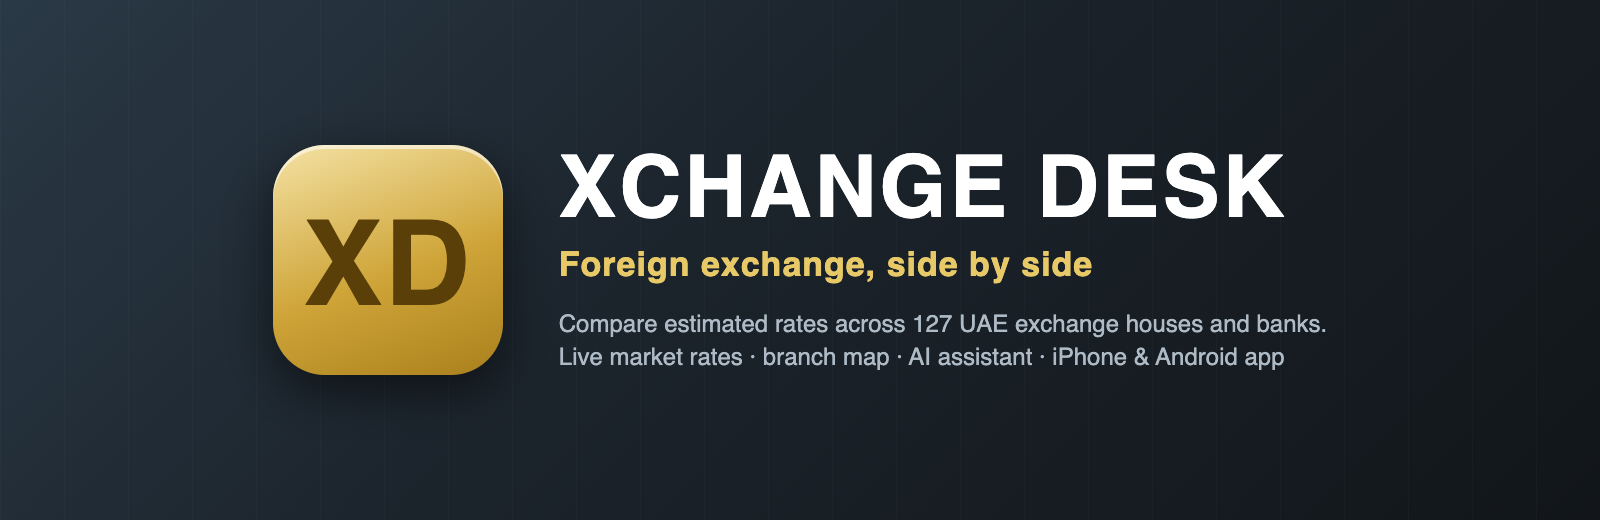 XD
XCHANGE DESK
Foreign exchange, side by side
Compare estimated rates across 127 UAE exchange houses and banks.
Live market rates · branch map · AI assistant · iPhone & Android app